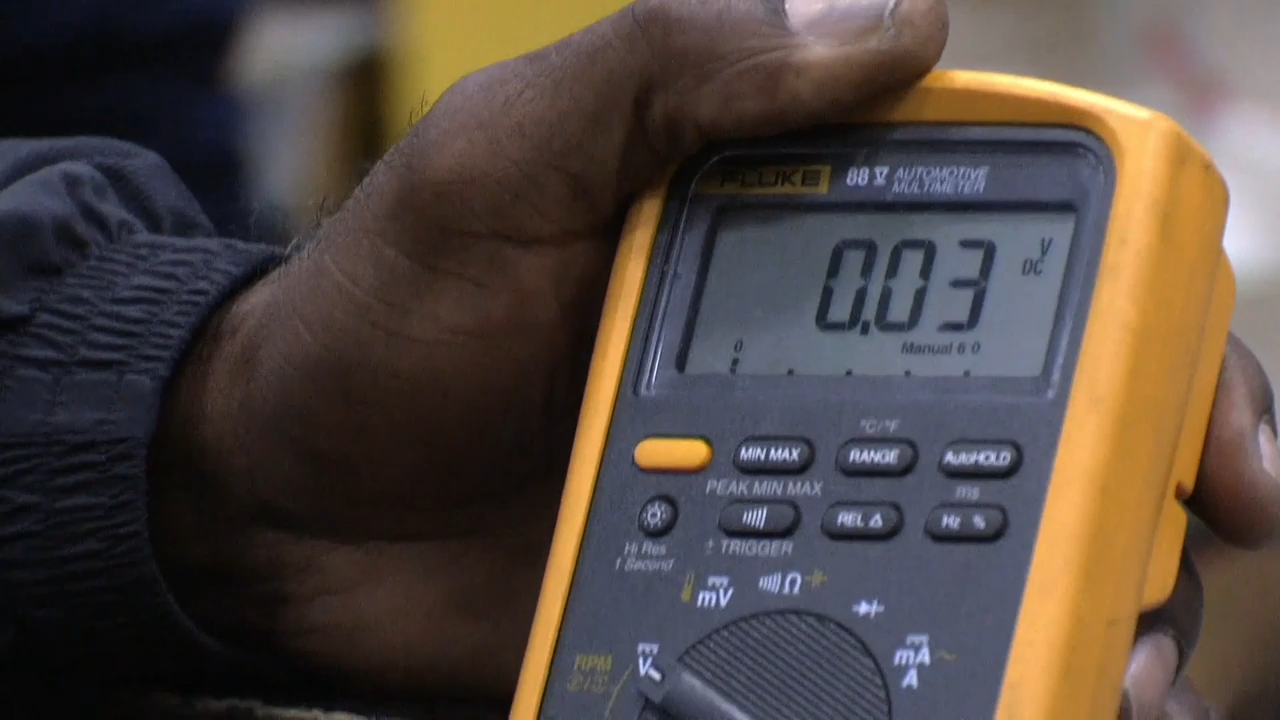 FLUKE 88 V AUTOMOTIVE
MULTIMETER
0.03 V
DC
0
Manual 6 0
°C/°F
MIN MAX RANGE AutoHOLD
PEAK MIN MAX ms
REL Δ Hz %
Hi Res
1 Second
± TRIGGER
mV Ω
mA
A
V
RPM